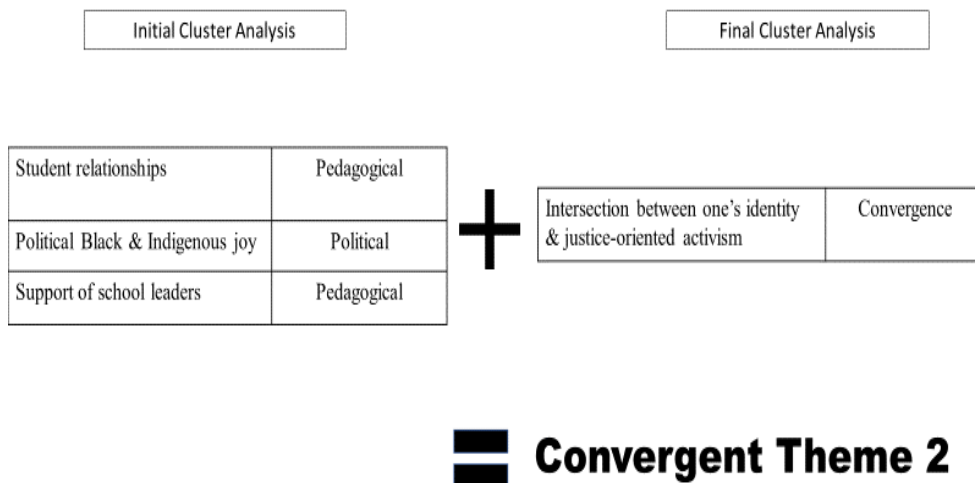 Initial Cluster Analysis
Final Cluster Analysis
Student relationships Pedagogical
Political Black & Indigenous joy Political
Support of school leaders Pedagogical
+
Intersection between one's identity Convergence
& justice-oriented activism
= Convergent Theme 2